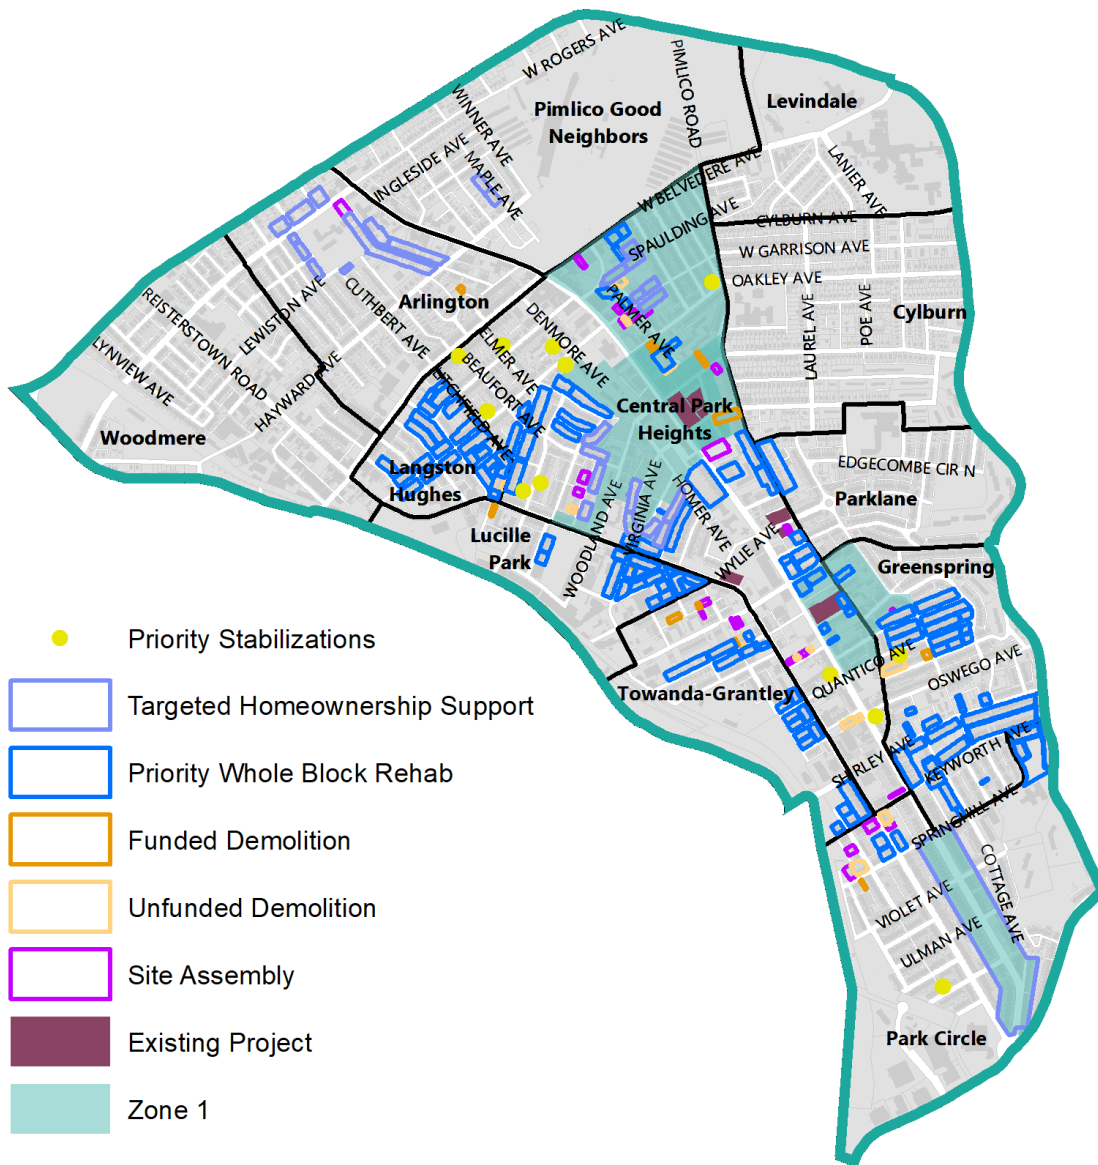 W ROGERS AVE
PIMLICO ROAD
Levindale
WINNER AVE
Pimlico Good
Neighbors
INGLESIDE AVE
MAPLE AVE
LANIER AVE
W BELVEDERE AVE
SPAULDING AVE
CYLBURN AVE
W GARRISON AVE
OAKLEY AVE
REISTERSTOWN ROAD
LEWISTON AVE
CUTHBERT AVE
Arlington
PALMER AVE
LAUREL AVE
POE AVE
Cylburn
LYNVIEW AVE
HAYWARD AVE
ELMER AVE
DENMORE AVE
BEAUFORT AVE
LITCHFIELD AVE
Central Park
Heights
Woodmere
Langston
Hughes
EDGECOMBE CIR N
Parklane
Lucille
Park
WOODLAND AVE
VIRGINIA AVE
HOMER AVE
WYLIE AVE
Greenspring
Towanda-Grantley
QUANTICO AVE
OSWEGO AVE
SHIRLEY AVE
KEYWORTH AVE
SPRINGHILL AVE
COTTAGE AVE
VIOLET AVE
ULMAN AVE
Park Circle
Priority Stabilizations
Targeted Homeownership Support
Priority Whole Block Rehab
Funded Demolition
Unfunded Demolition
Site Assembly
Existing Project
Zone 1